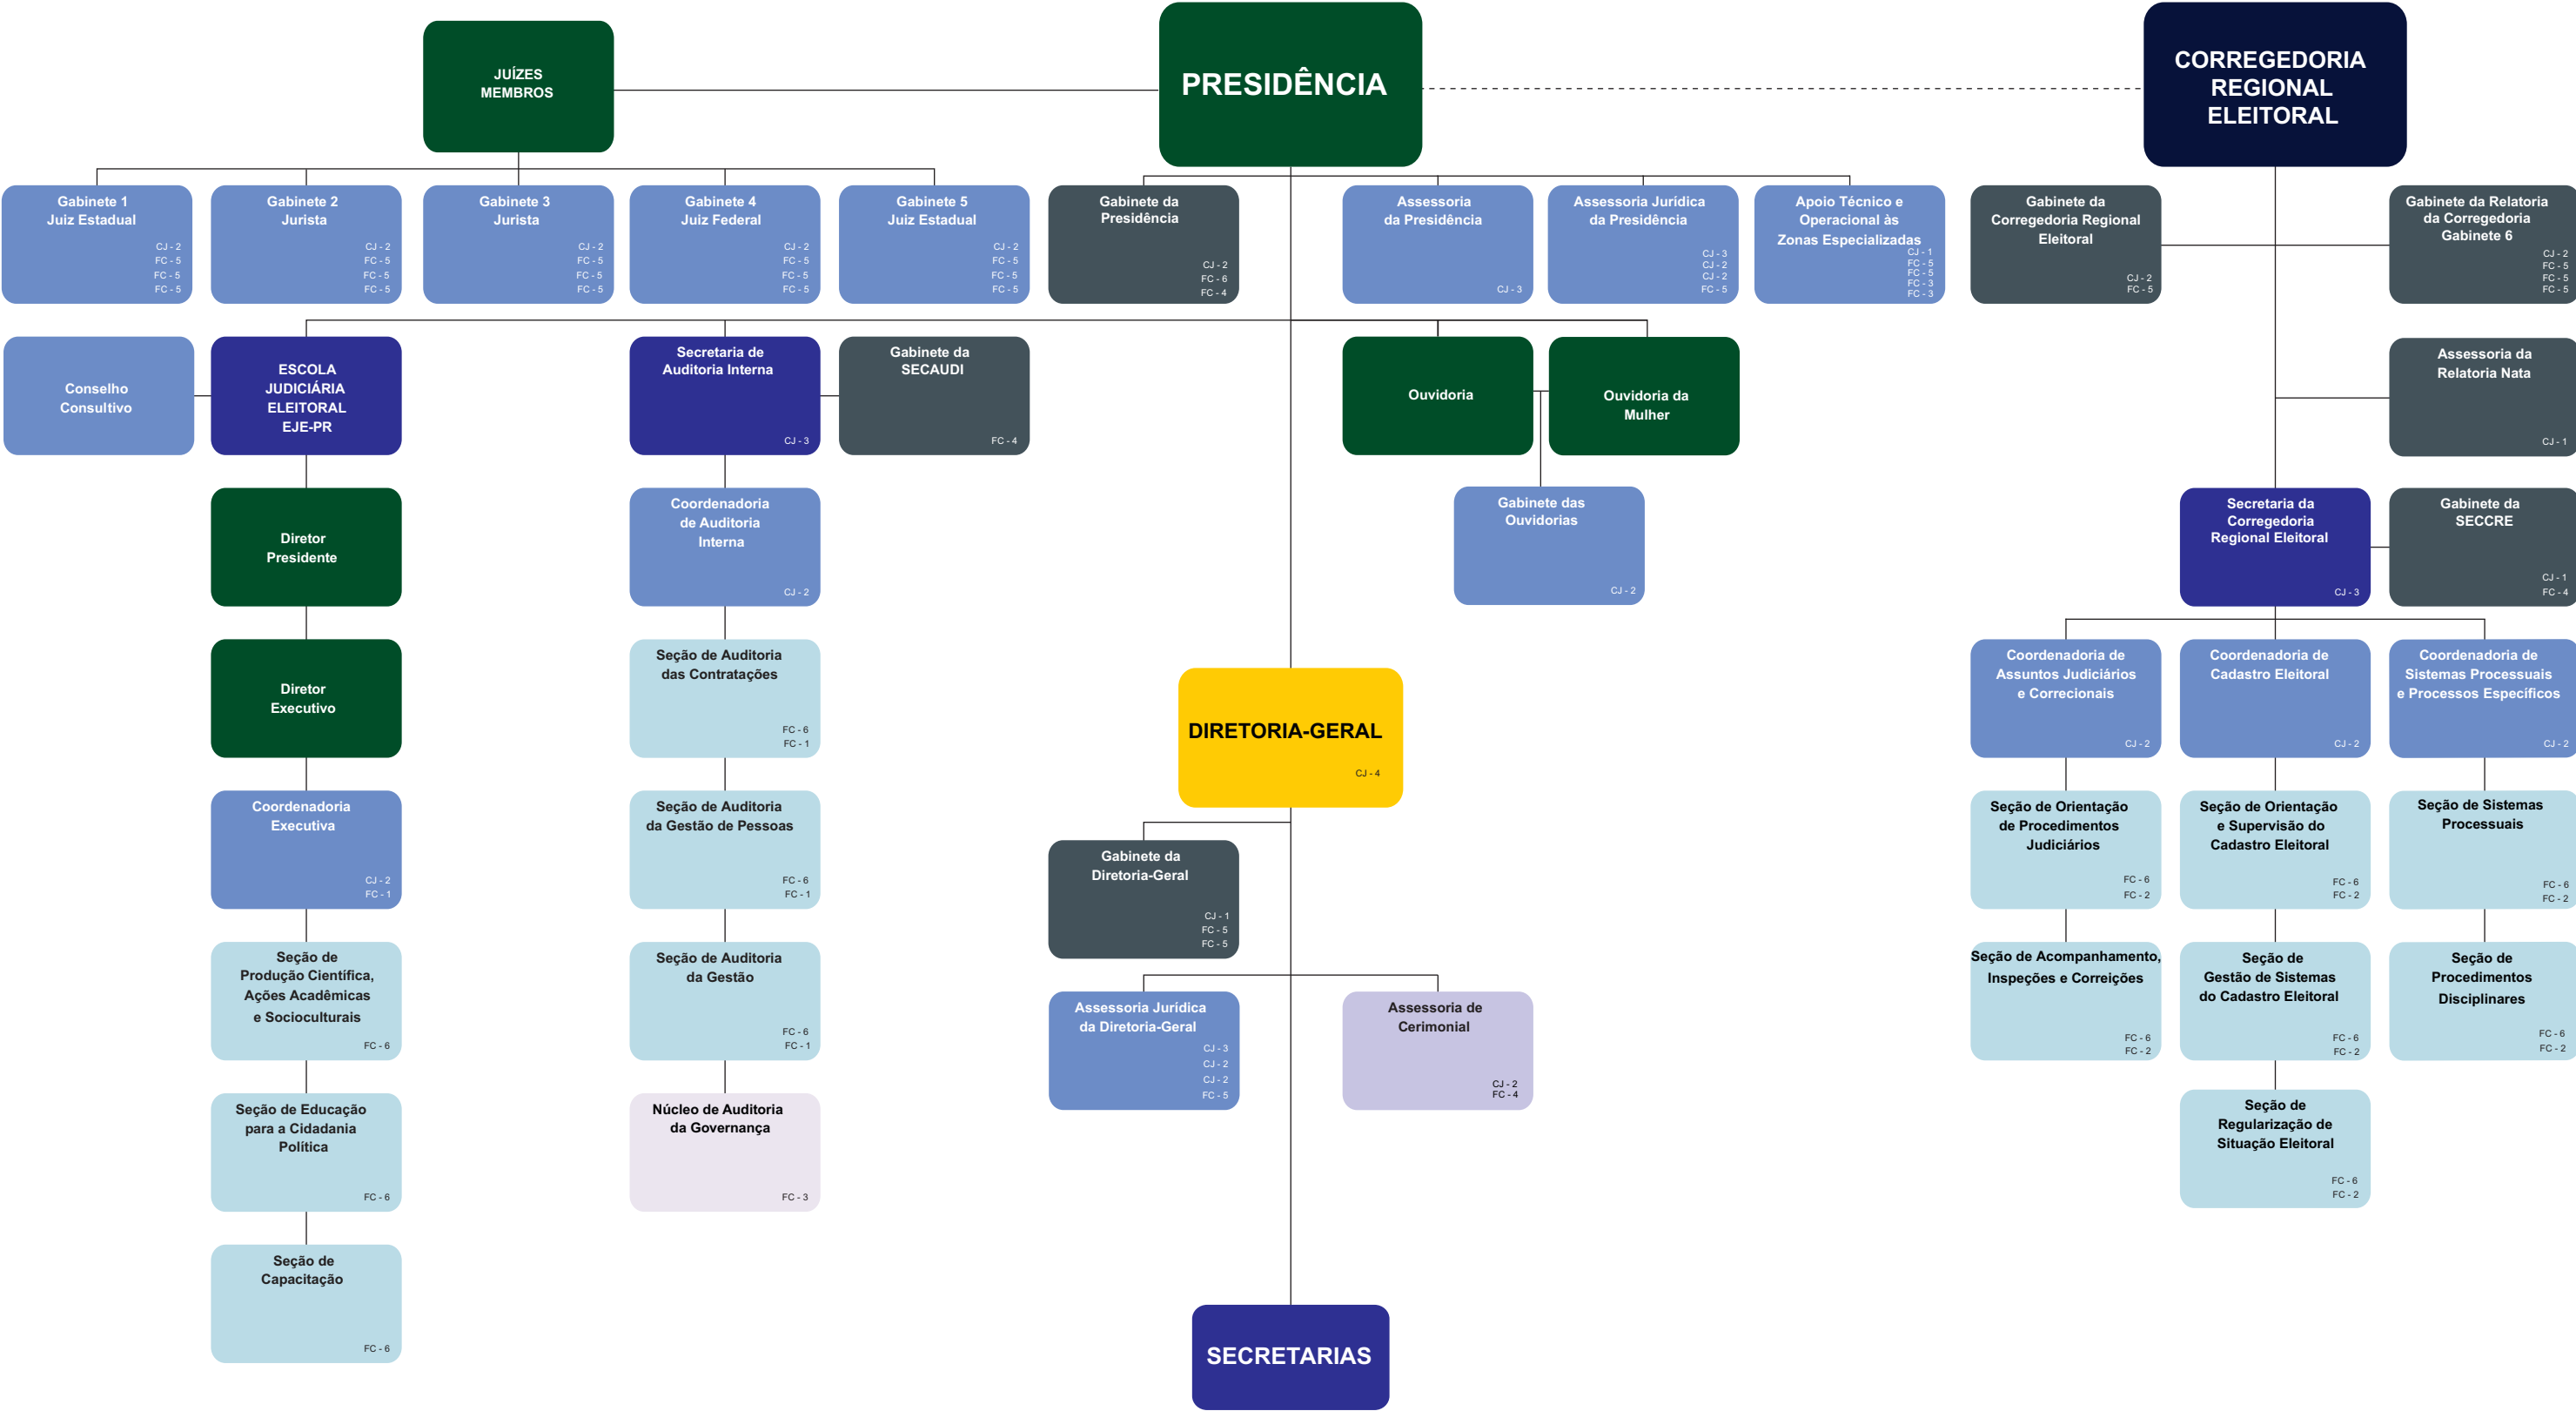 JUÍZES
MEMBROS
PRESIDÊNCIA
CORREGEDORIA
REGIONAL
ELEITORAL
Gabinete 1
Juiz Estadual
CJ - 2
FC - 5
FC - 5
FC - 5
Gabinete 2
Jurista
CJ - 2
FC - 5
FC - 5
FC - 5
Gabinete 3
Jurista
CJ - 2
FC - 5
FC - 5
FC - 5
Gabinete 4
Juiz Federal
CJ - 2
FC - 5
FC - 5
FC - 5
Gabinete 5
Juiz Estadual
CJ - 2
FC - 5
FC - 5
FC - 5
Gabinete da
Presidência
CJ - 2
FC - 6
FC - 4
Assessoria
da Presidência
CJ - 3
Assessoria Jurídica
da Presidência
CJ - 3
CJ - 2
CJ - 2
FC - 5
Apoio Técnico e
Operacional às
Zonas Especializadas
CJ - 1
FC - 5
FC - 5
FC - 3
FC - 3
Gabinete da
Corregedoria Regional
Eleitoral
CJ - 2
FC - 5
Gabinete da Relatoria
da Corregedoria
Gabinete 6
CJ - 2
FC - 5
FC - 5
FC - 5
Conselho
Consultivo
ESCOLA
JUDICIÁRIA
ELEITORAL
EJE-PR
Secretaria de
Auditoria Interna
CJ - 3
Gabinete da
SECAUDI
FC - 4
Ouvidoria
Ouvidoria da
Mulher
Assessoria da
Relatoria Nata
CJ - 1
Diretor
Presidente
Coordenadoria
de Auditoria
Interna
CJ - 2
Gabinete das
Ouvidorias
CJ - 2
Secretaria da
Corregedoria
Regional Eleitoral
CJ - 3
Gabinete da
SECCRE
CJ - 1
FC - 4
Diretor
Executivo
Seção de Auditoria
das Contratações
FC - 6
FC - 1
DIRETORIA-GERAL
CJ - 4
Coordenadoria de
Assuntos Judiciários
e Correcionais
CJ - 2
Coordenadoria de
Cadastro Eleitoral
CJ - 2
Coordenadoria de
Sistemas Processuais
e Processos Específicos
CJ - 2
Coordenadoria
Executiva
CJ - 2
FC - 1
Seção de Auditoria
da Gestão de Pessoas
FC - 6
FC - 1
Gabinete da
Diretoria-Geral
CJ - 1
FC - 5
FC - 5
Seção de Orientação
de Procedimentos
Judiciários
FC - 6
FC - 2
Seção de Orientação
e Supervisão do
Cadastro Eleitoral
FC - 6
FC - 2
Seção de Sistemas
Processuais
FC - 6
FC - 2
Seção de
Produção Científica,
Ações Acadêmicas
e Socioculturais
FC - 6
Seção de Auditoria
da Gestão
FC - 6
FC - 1
Assessoria Jurídica
da Diretoria-Geral
CJ - 3
CJ - 2
CJ - 2
FC - 5
Assessoria de
Cerimonial
CJ - 2
FC - 4
Seção de Acompanhamento,
Inspeções e Correições
FC - 6
FC - 2
Seção de
Gestão de Sistemas
do Cadastro Eleitoral
FC - 6
FC - 2
Seção de
Procedimentos
Disciplinares
FC - 6
FC - 2
Seção de Educação
para a Cidadania
Política
FC - 6
Núcleo de Auditoria
da Governança
FC - 3
Seção de
Regularização de
Situação Eleitoral
FC - 6
FC - 2
Seção de
Capacitação
FC - 6
SECRETARIAS